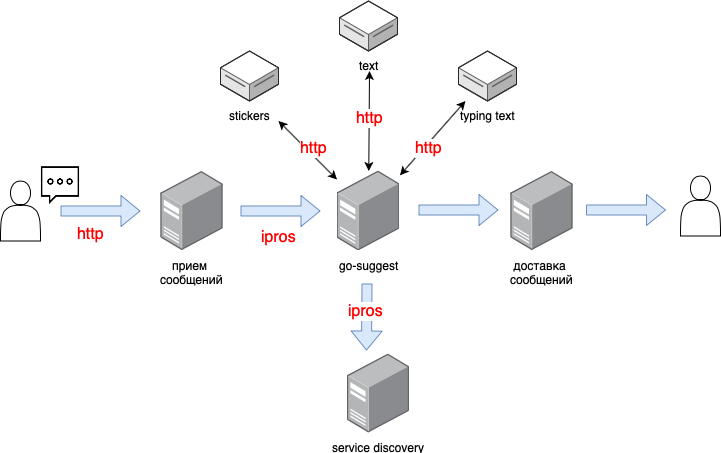 text
stickers
typing text
http
http
http
http
ipros
прием
сообщений
go-suggest
доставка
сообщений
ipros
service discovery